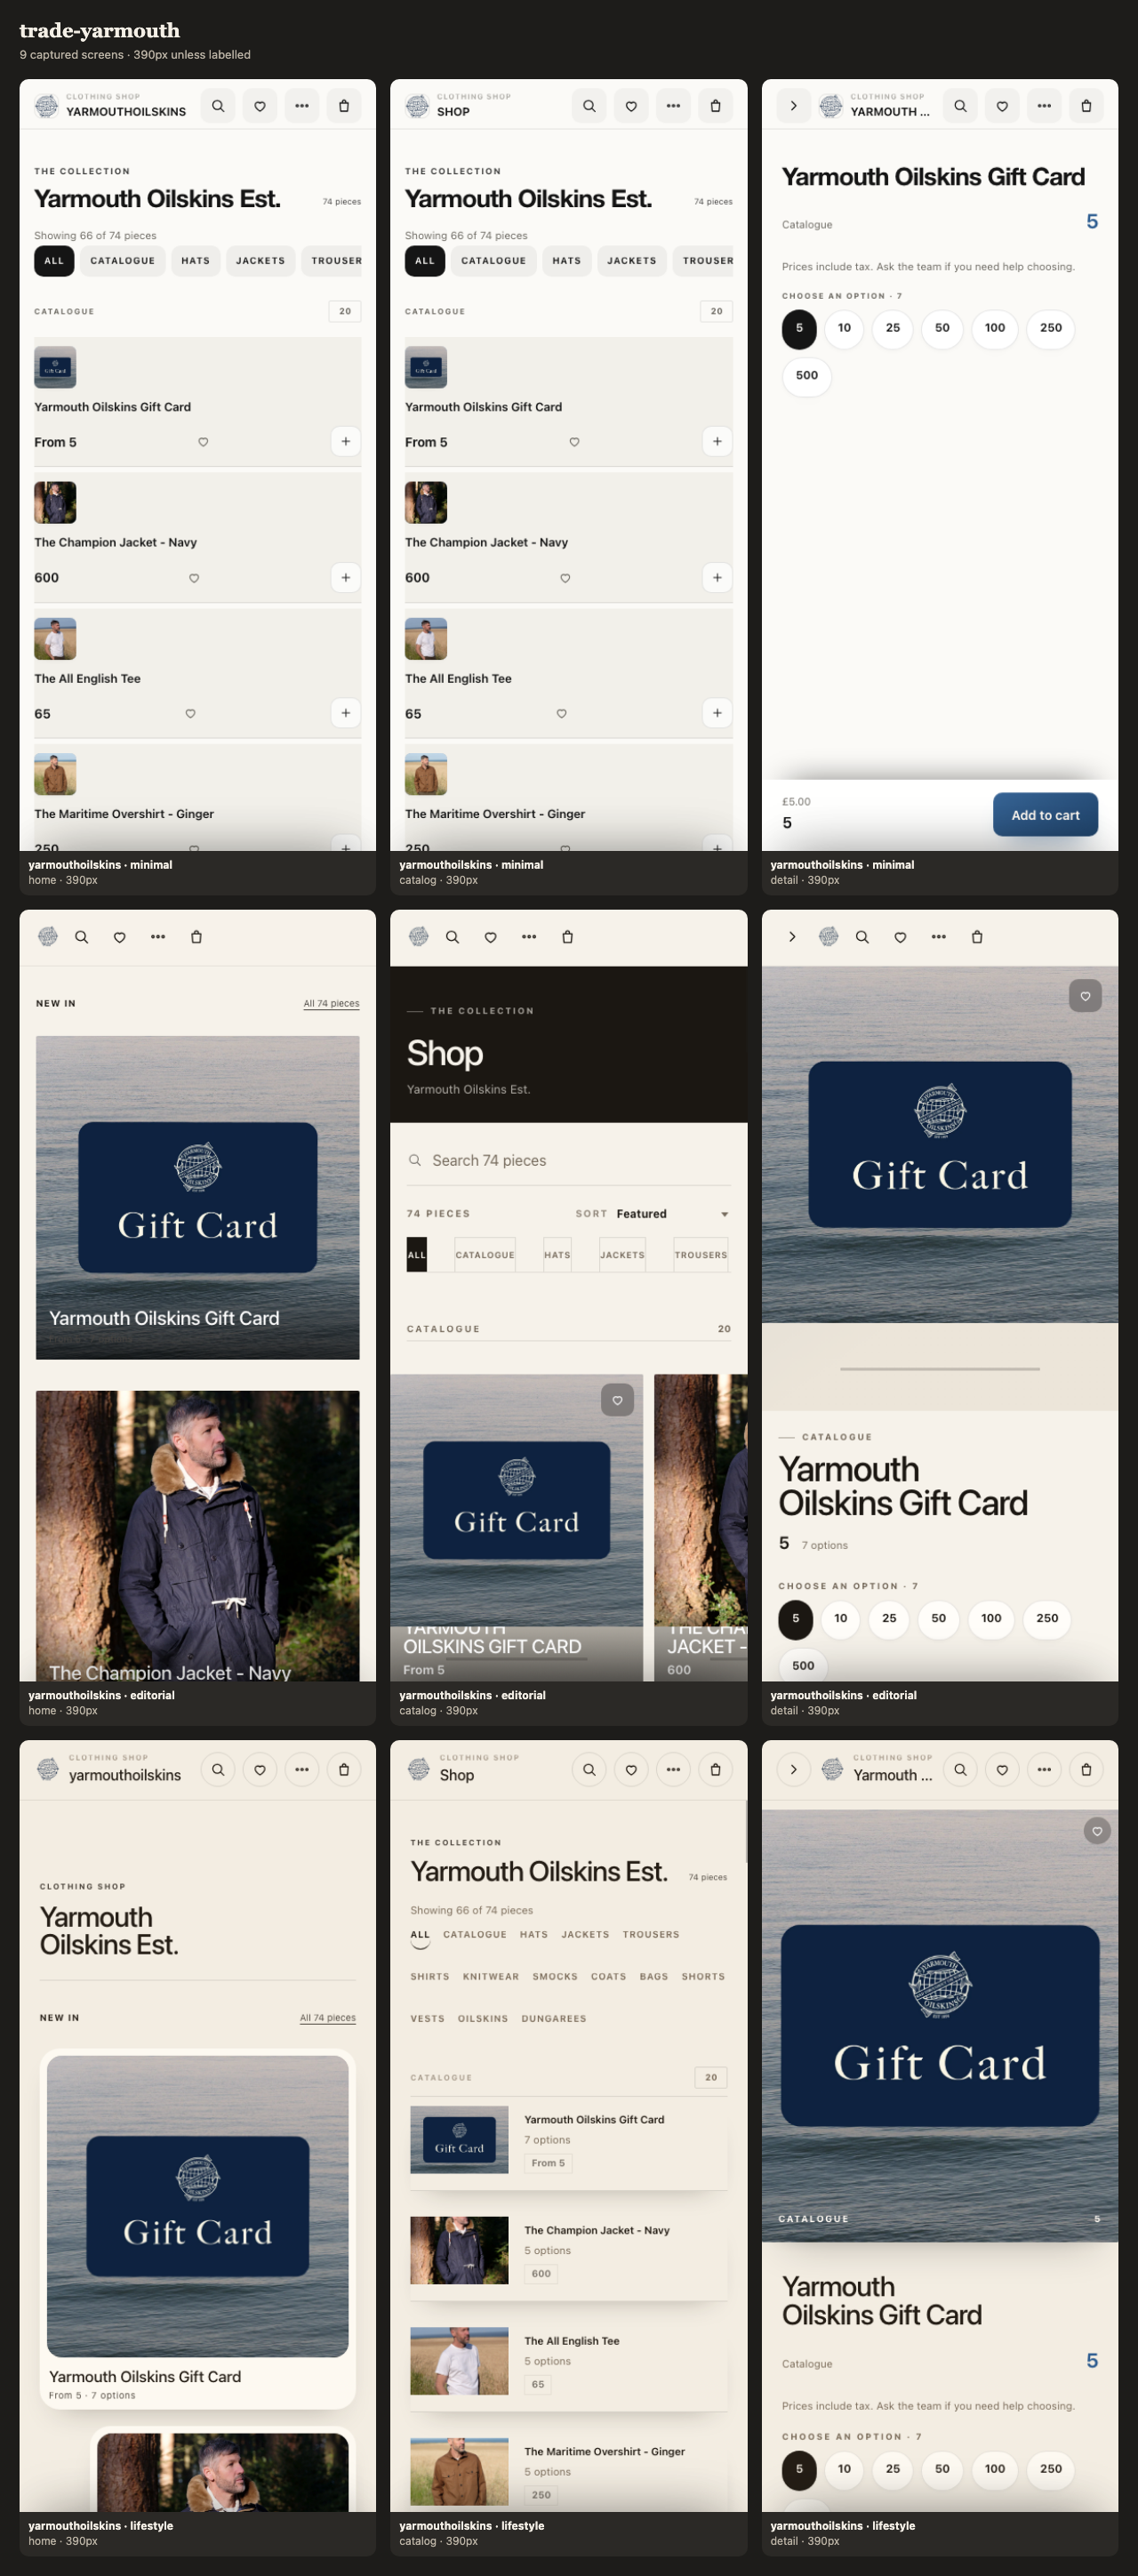 trade-yarmouth
9 captured screens · 390px unless labelled
CLOTHING SHOP
YARMOUTHOILSKINS
THE COLLECTION
Yarmouth Oilskins Est.
74 pieces
Showing 66 of 74 pieces
ALL CATALOGUE HATS JACKETS TROUSER
CATALOGUE 20
Gift Card
Yarmouth Oilskins Gift Card
From 5
The Champion Jacket - Navy
600
The All English Tee
65
The Maritime Overshirt - Ginger
250
yarmouthoilskins · minimal
home · 390px
CLOTHING SHOP
SHOP
THE COLLECTION
Yarmouth Oilskins Est.
74 pieces
Showing 66 of 74 pieces
ALL CATALOGUE HATS JACKETS TROUSER
CATALOGUE 20
Gift Card
Yarmouth Oilskins Gift Card
From 5
The Champion Jacket - Navy
600
The All English Tee
65
The Maritime Overshirt - Ginger
250
yarmouthoilskins · minimal
catalog · 390px
CLOTHING SHOP
YARMOUTH ...
Yarmouth Oilskins Gift Card
Catalogue 5
Prices include tax. Ask the team if you need help choosing.
CHOOSE AN OPTION · 7
5 10 25 50 100 250
500
£5.00
5
Add to cart
yarmouthoilskins · minimal
detail · 390px
NEW IN All 74 pieces
Gift Card
Yarmouth Oilskins Gift Card
The Champion Jacket - Navy
yarmouthoilskins · editorial
home · 390px
THE COLLECTION
Shop
Yarmouth Oilskins Est.
Search 74 pieces
74 PIECES SORT Featured
ALL CATALOGUE HATS JACKETS TROUSERS
CATALOGUE 20
Gift Card
YARMOUTH
OILSKINS GIFT CARD
From 5
THE CHA
JACKET -
600
yarmouthoilskins · editorial
catalog · 390px
YARMOUTH
OILSKINS
Gift Card
CATALOGUE
Yarmouth
Oilskins Gift Card
5 7 options
CHOOSE AN OPTION · 7
5 10 25 50 100 250
500
yarmouthoilskins · editorial
detail · 390px
CLOTHING SHOP
yarmouthoilskins
CLOTHING SHOP
Yarmouth
Oilskins Est.
NEW IN All 74 pieces
Gift Card
Yarmouth Oilskins Gift Card
From 5 · 7 options
yarmouthoilskins · lifestyle
home · 390px
CLOTHING SHOP
Shop
THE COLLECTION
Yarmouth Oilskins Est.
74 pieces
Showing 66 of 74 pieces
ALL CATALOGUE HATS JACKETS TROUSERS
SHIRTS KNITWEAR SMOCKS COATS BAGS SHORTS
VESTS OILSKINS DUNGAREES
CATALOGUE 20
Gift Card
Yarmouth Oilskins Gift Card
7 options
From 5
The Champion Jacket - Navy
5 options
600
The All English Tee
5 options
65
The Maritime Overshirt - Ginger
5 options
250
yarmouthoilskins · lifestyle
catalog · 390px
CLOTHING SHOP
Yarmouth ...
YARMOUTH
OILSKINS
Gift Card
CATALOGUE 5
Yarmouth
Oilskins Gift Card
Catalogue 5
Prices include tax. Ask the team if you need help choosing.
CHOOSE AN OPTION · 7
5 10 25 50 100 250
yarmouthoilskins · lifestyle
detail · 390px